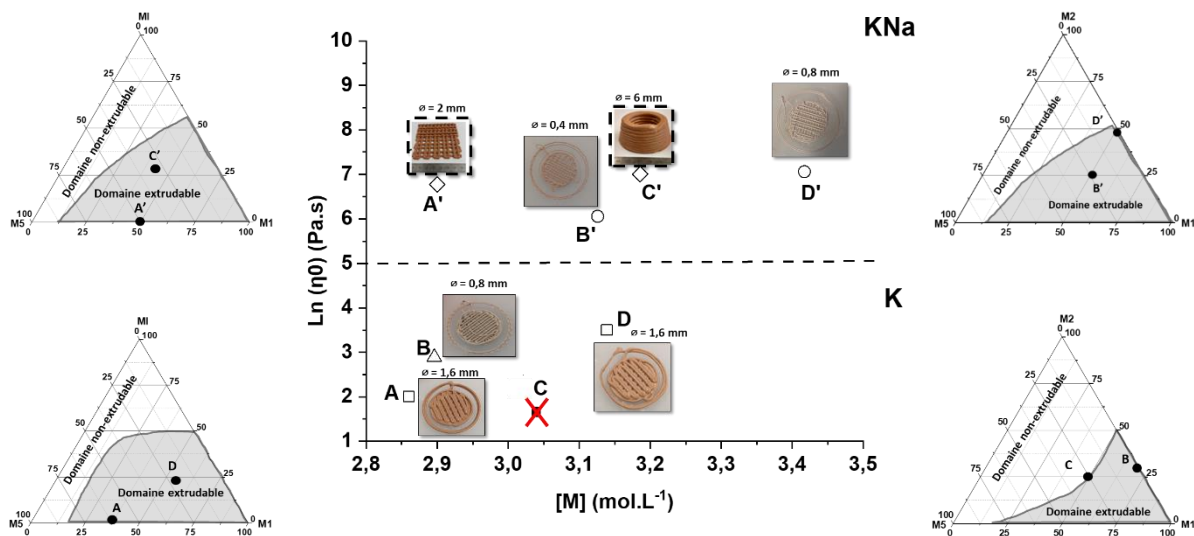 MI
0 100
25 75
50 50
75 25
100 0
M5 M1
0 25 50 75 100
Domaine non-extrudable
C'
Domaine extrudable
A'
KNa
10
9
8
7
6
5
4
3
2
1
Ln (η0) (Pa.s)
2,8 2,9 3,0 3,1 3,2 3,3 3,4 3,5
[M] (mol.L⁻¹)
ø = 2 mm
A'
ø = 0,4 mm
B'
ø = 6 mm
C'
ø = 0,8 mm
D'
K
A
ø = 1,6 mm
B
ø = 0,8 mm
C
D
ø = 1,6 mm
M2
0 100
25 75
50
75 25
100 0
M5 M1
0 25 50 75 100
Domaine non-extrudable
D'
B'
Domaine extrudable
MI
0 100
25 75
50 50
75 25
100 0
M5 M1
0 25 50 75 100
Domaine non-extrudable
D
Domaine extrudable
A
M2
0 100
25 75
50 50
75 25
100 0
M5 M1
0 25 50 75 100
Domaine non-extrudable
C
B
Domaine extrudable